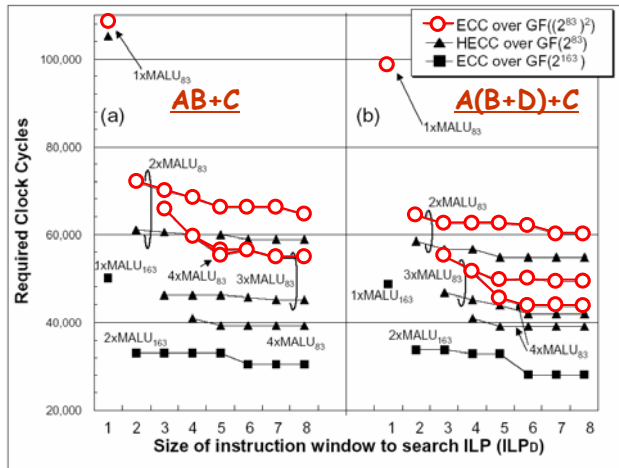 ECC over GF((2⁸³)²)
HECC over GF(2⁸³)
ECC over GF(2¹⁶³)
Required Clock Cycles
100,000
80,000
60,000
40,000
20,000
(a)
AB+C
1xMALU₈₃
2xMALU₈₃
4xMALU₈₃
3xMALU₈₃
1xMALU₁₆₃
2xMALU₁₆₃
(b)
A(B+D)+C
1xMALU₈₃
2xMALU₈₃
3xMALU₈₃
1xMALU₁₆₃
4xMALU₈₃
2xMALU₁₆₃
1 2 3 4 5 6 7 8 1 2 3 4 5 6 7 8
Size of instruction window to search ILP (ILPD)